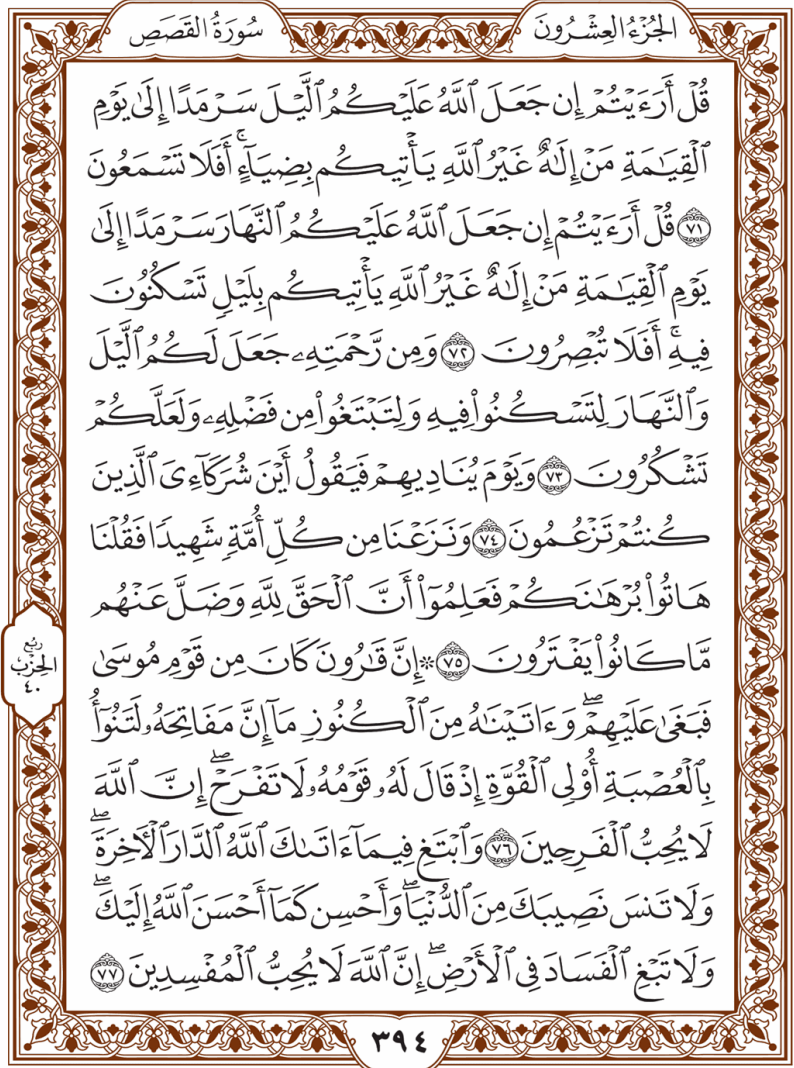 الجُزْءُ العِشْرُونَ
سُورَةُ القَصَصِ
قُلْ أَرَءَيْتُمْ إِن جَعَلَ ٱللَّهُ عَلَيْكُمُ ٱلَّيْلَ سَرْمَدًا إِلَىٰ يَوْمِ
ٱلْقِيَٰمَةِ مَنْ إِلَٰهٌ غَيْرُ ٱللَّهِ يَأْتِيكُم بِضِيَآءٍۚ أَفَلَا تَسْمَعُونَ
٧١ قُلْ أَرَءَيْتُمْ إِن جَعَلَ ٱللَّهُ عَلَيْكُمُ ٱلنَّهَارَ سَرْمَدًا إِلَىٰ
يَوْمِ ٱلْقِيَٰمَةِ مَنْ إِلَٰهٌ غَيْرُ ٱللَّهِ يَأْتِيكُم بِلَيْلٍ تَسْكُنُونَ
فِيهِۚ أَفَلَا تُبْصِرُونَ ٧٢ وَمِن رَّحْمَتِهِۦ جَعَلَ لَكُمُ ٱلَّيْلَ
وَٱلنَّهَارَ لِتَسْكُنُوا۟ فِيهِ وَلِتَبْتَغُوا۟ مِن فَضْلِهِۦ وَلَعَلَّكُمْ
تَشْكُرُونَ ٧٣ وَيَوْمَ يُنَادِيهِمْ فَيَقُولُ أَيْنَ شُرَكَآءِىَ ٱلَّذِينَ
كُنتُمْ تَزْعُمُونَ ٧٤ وَنَزَعْنَا مِن كُلِّ أُمَّةٍ شَهِيدًا فَقُلْنَا
هَاتُوا۟ بُرْهَٰنَكُمْ فَعَلِمُوٓا۟ أَنَّ ٱلْحَقَّ لِلَّهِ وَضَلَّ عَنْهُم
مَّا كَانُوا۟ يَفْتَرُونَ ٧٥ ۞ إِنَّ قَٰرُونَ كَانَ مِن قَوْمِ مُوسَىٰ
فَبَغَىٰ عَلَيْهِمْۖ وَءَاتَيْنَٰهُ مِنَ ٱلْكُنُوزِ مَآ إِنَّ مَفَاتِحَهُۥ لَتَنُوٓأُ
بِٱلْعُصْبَةِ أُو۟لِى ٱلْقُوَّةِ إِذْ قَالَ لَهُۥ قَوْمُهُۥ لَا تَفْرَحْۖ إِنَّ ٱللَّهَ
لَا يُحِبُّ ٱلْفَرِحِينَ ٧٦ وَٱبْتَغِ فِيمَآ ءَاتَىٰكَ ٱللَّهُ ٱلدَّارَ ٱلْءَاخِرَةَۖ
وَلَا تَنسَ نَصِيبَكَ مِنَ ٱلدُّنْيَاۖ وَأَحْسِن كَمَآ أَحْسَنَ ٱللَّهُ إِلَيْكَۖ
وَلَا تَبْغِ ٱلْفَسَادَ فِى ٱلْأَرْضِۖ إِنَّ ٱللَّهَ لَا يُحِبُّ ٱلْمُفْسِدِينَ ٧٧
رُبُع
الحِزْب
٤٠
٣٩٤